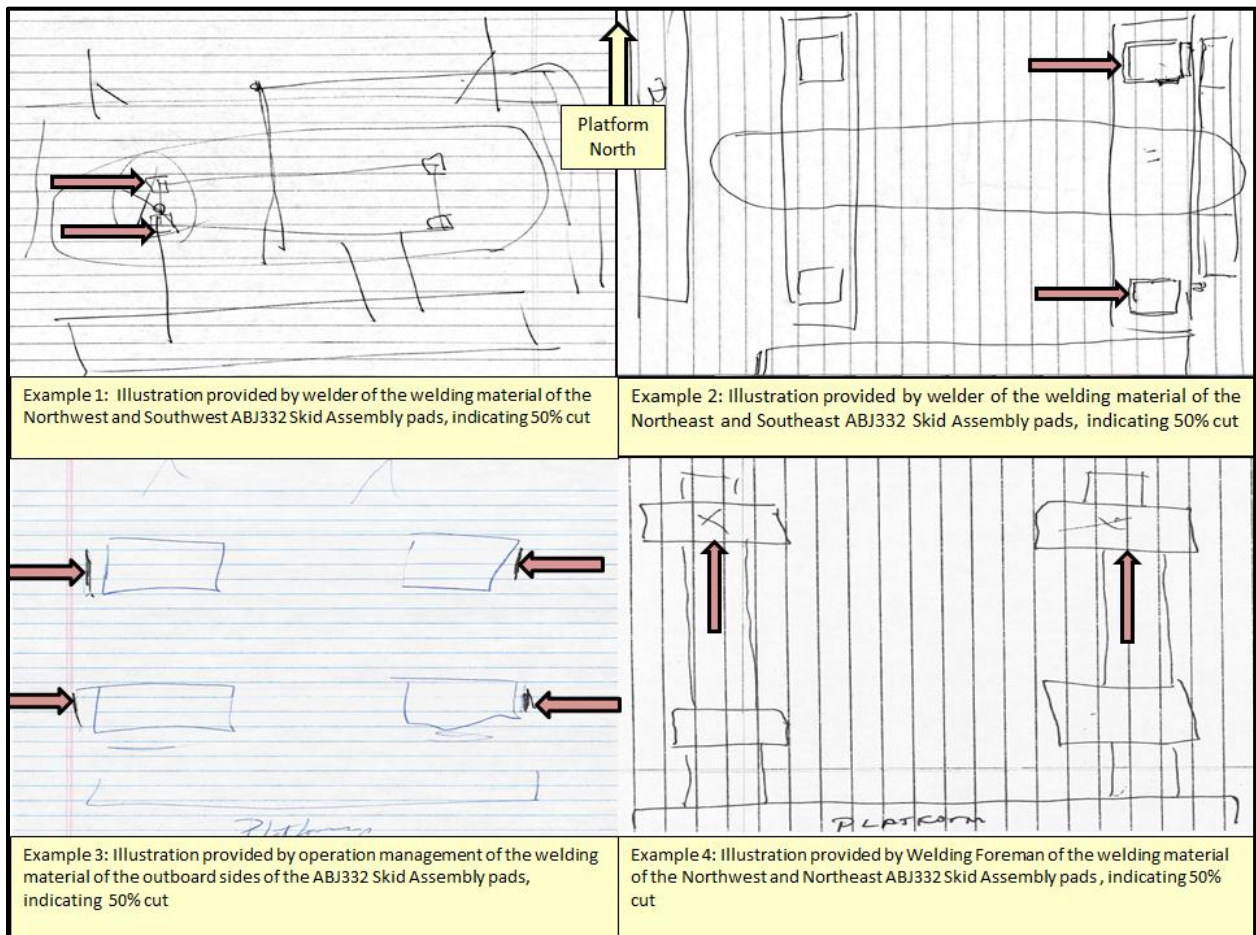 Platform
North
Example 1: Illustration provided by welder of the welding material of the
Northwest and Southwest ABJ332 Skid Assembly pads, indicating 50% cut
Example 2: Illustration provided by welder of the welding material of the
Northeast and Southeast ABJ332 Skid Assembly pads, indicating 50% cut
Platform
PLATFORM
Example 3: Illustration provided by operation management of the welding
material of the outboard sides of the ABJ332 Skid Assembly pads,
indicating 50% cut
Example 4: Illustration provided by Welding Foreman of the welding material
of the Northwest and Northeast ABJ332 Skid Assembly pads , indicating 50%
cut